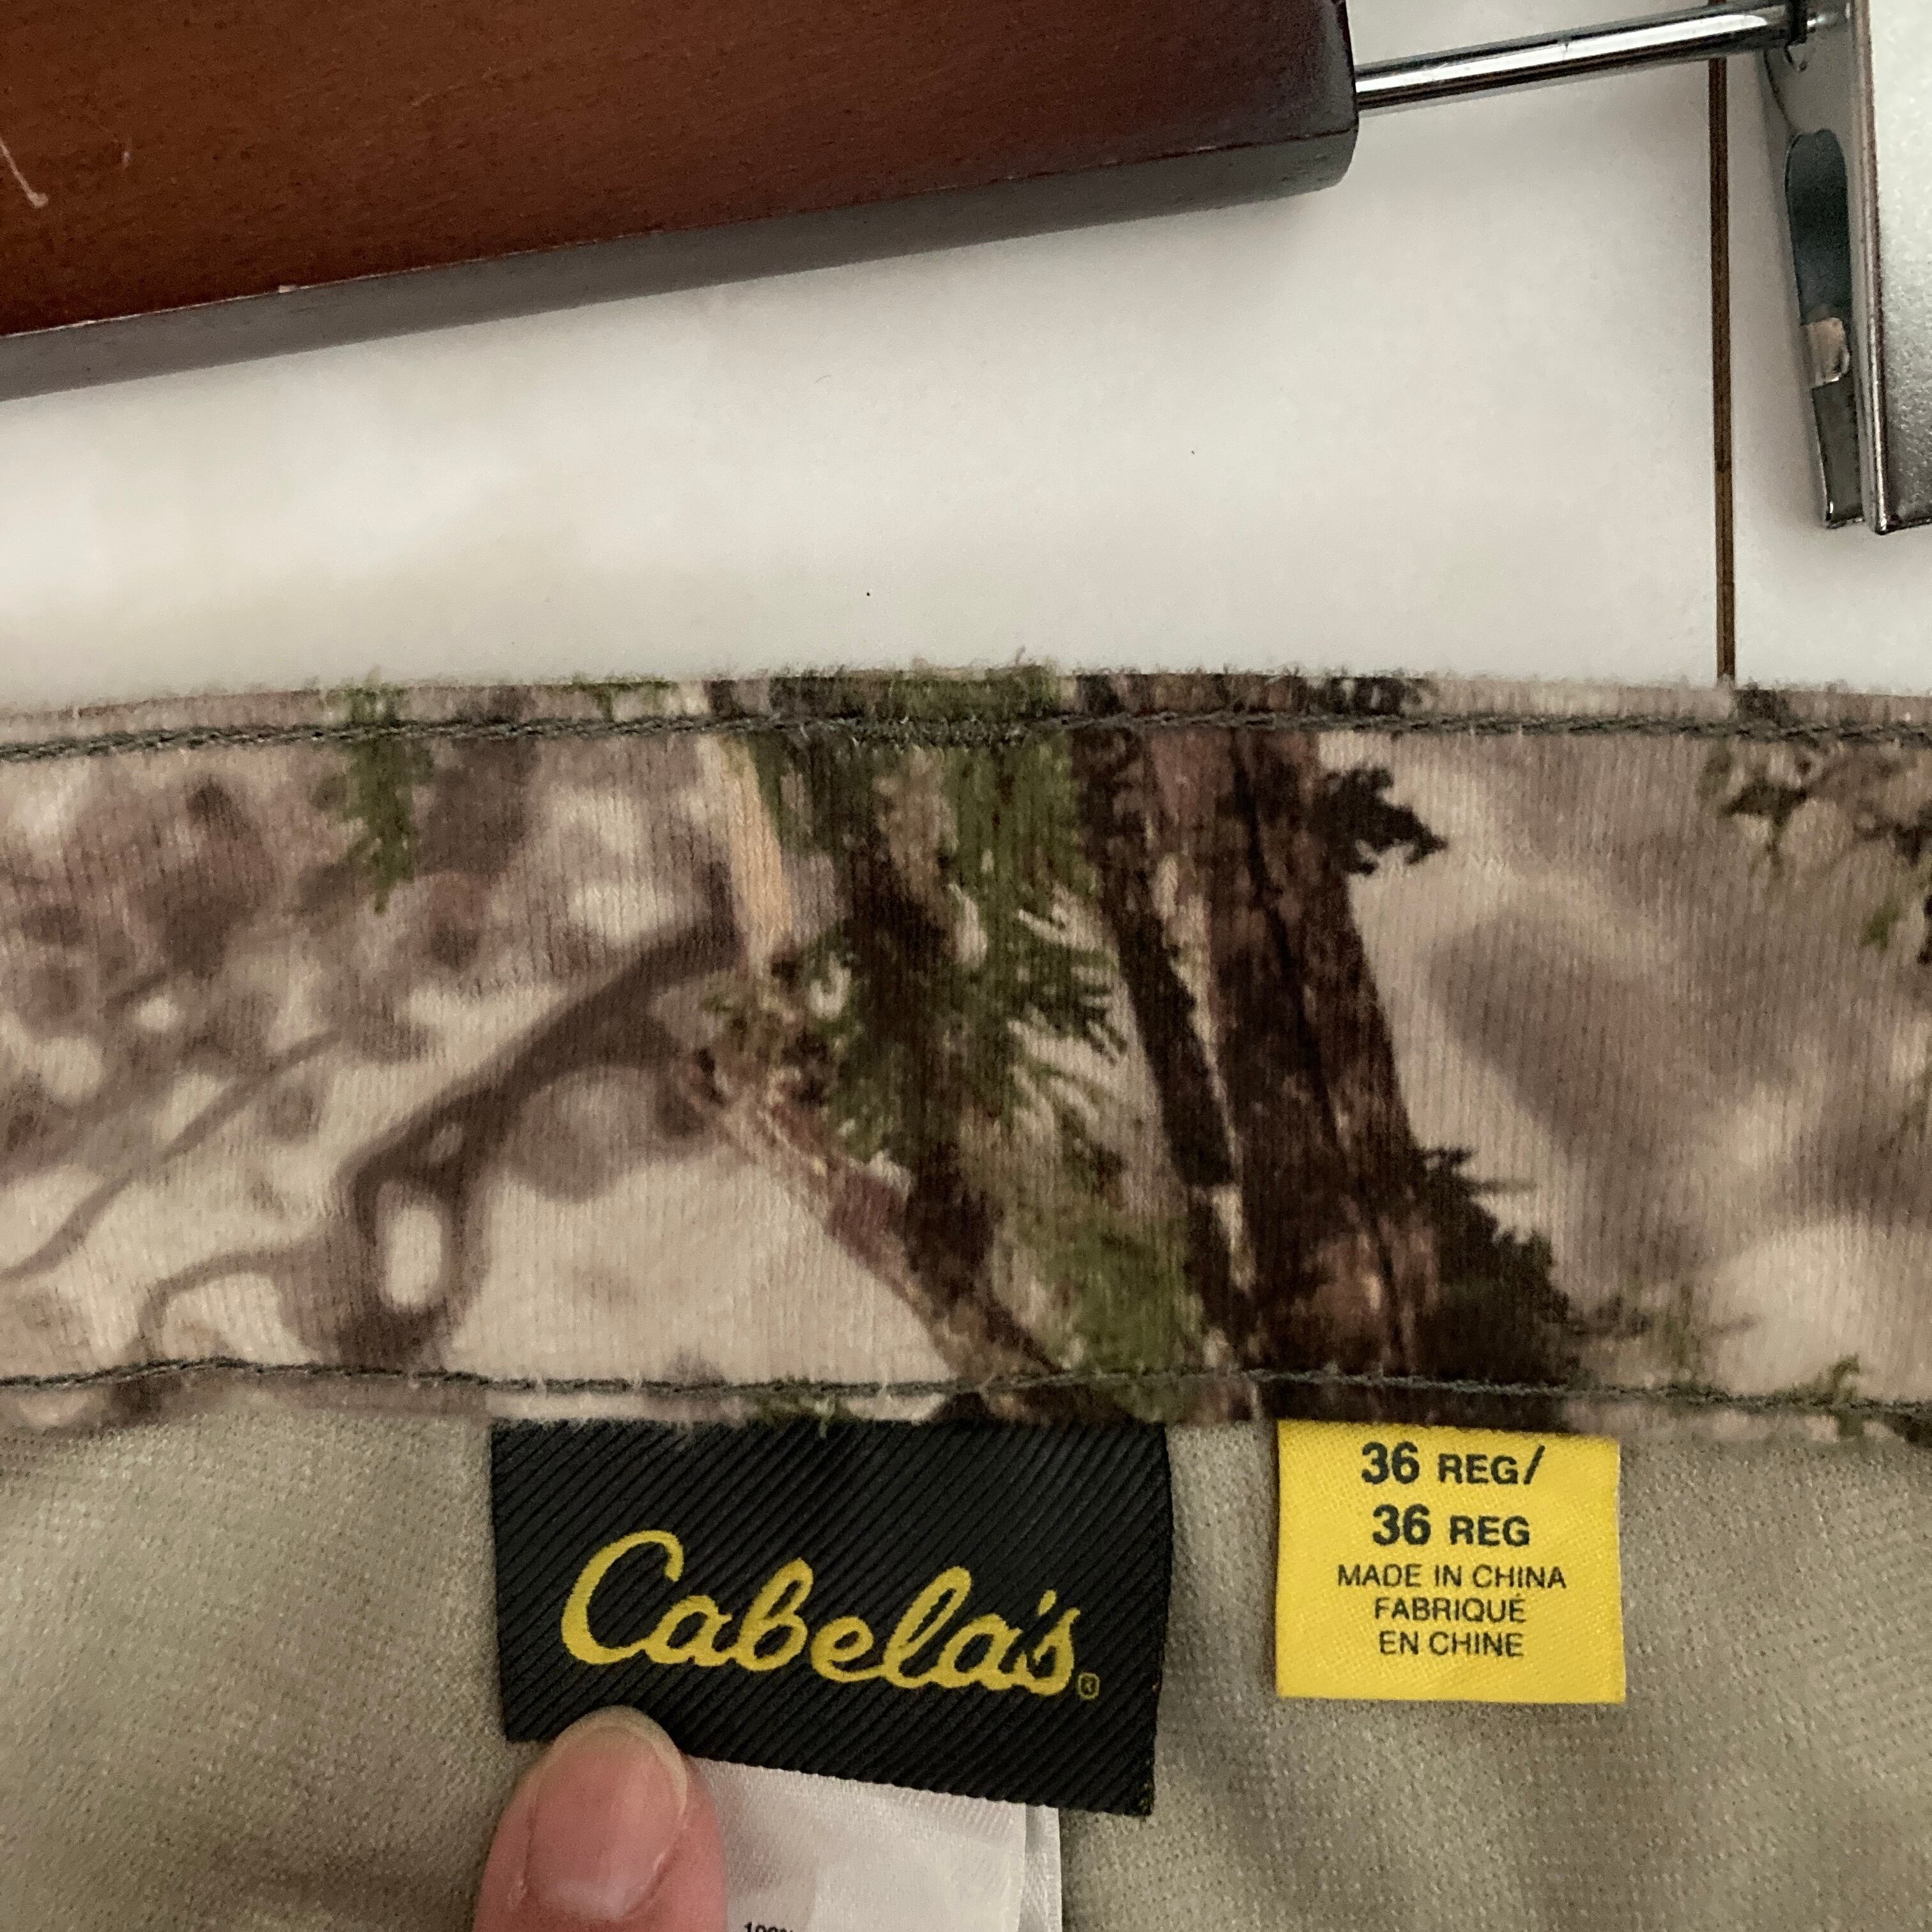 Cabela's®
36 REG/
36 REG
MADE IN CHINA
FABRIQUÉ
EN CHINE